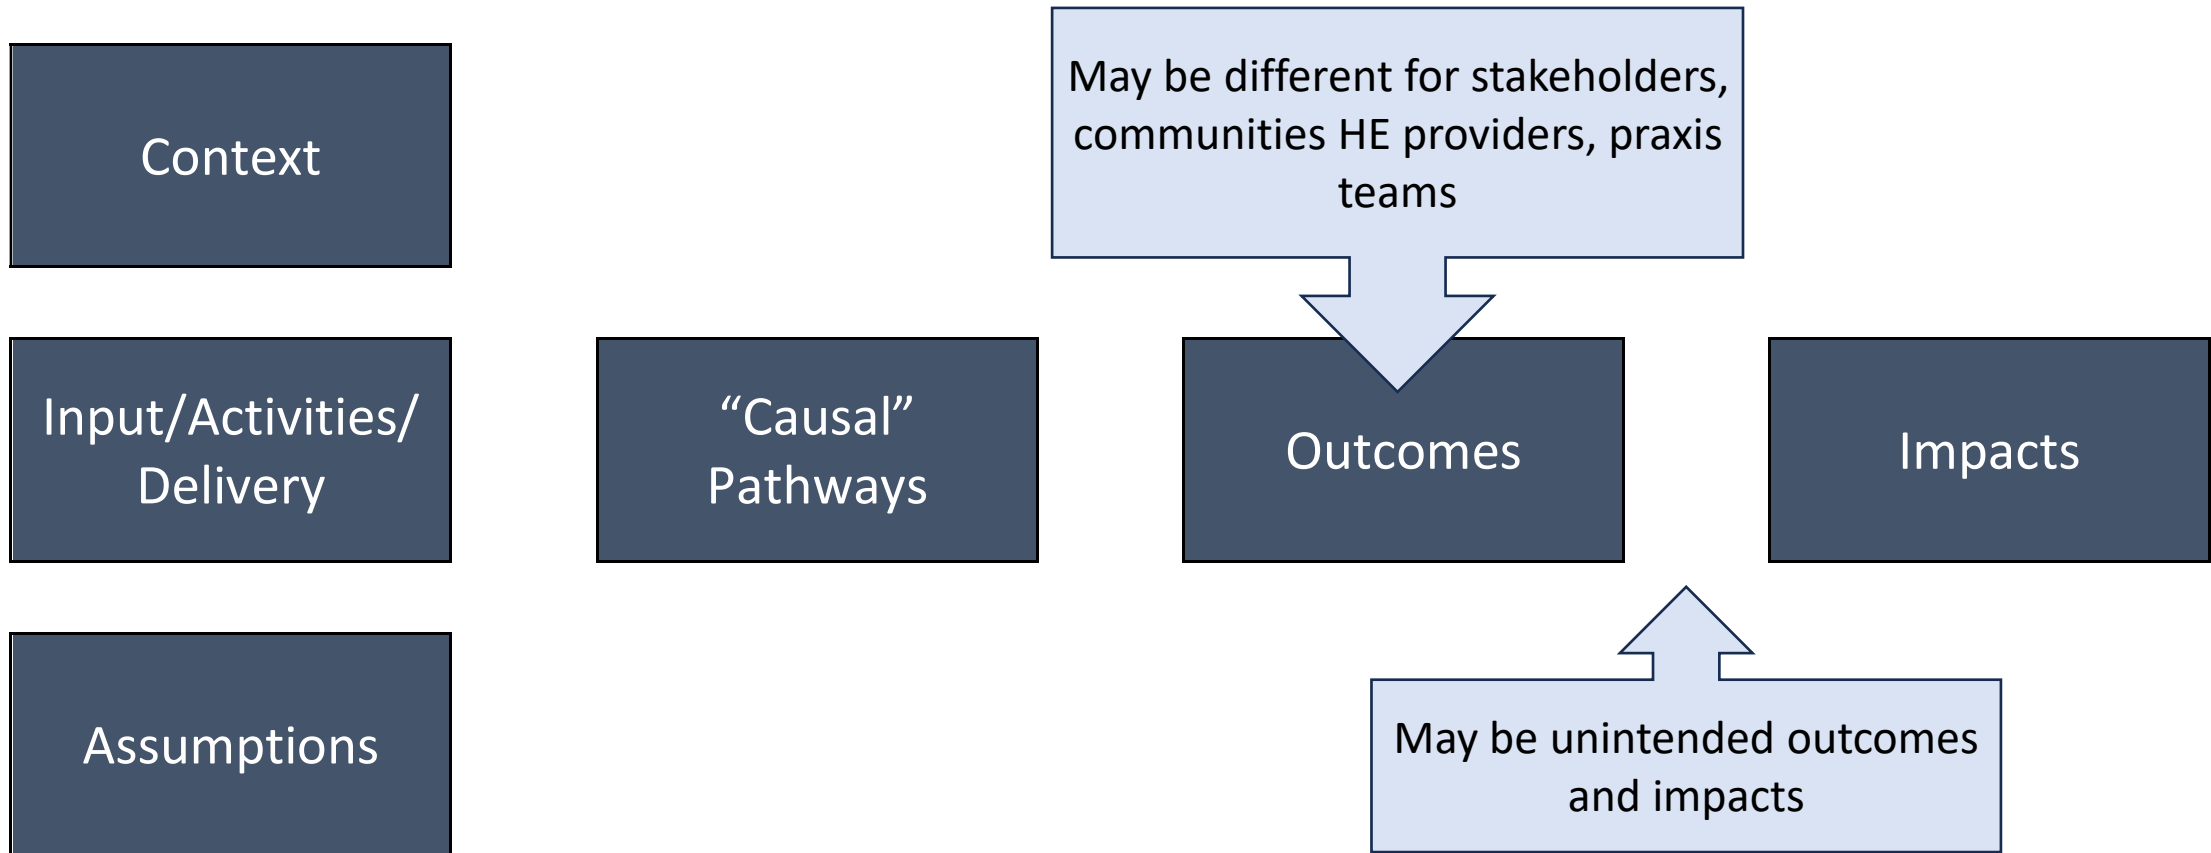 Context
May be different for stakeholders,
communities HE providers, praxis
teams
Input/Activities/
Delivery
“Causal”
Pathways
Outcomes
Impacts
Assumptions
May be unintended outcomes
and impacts